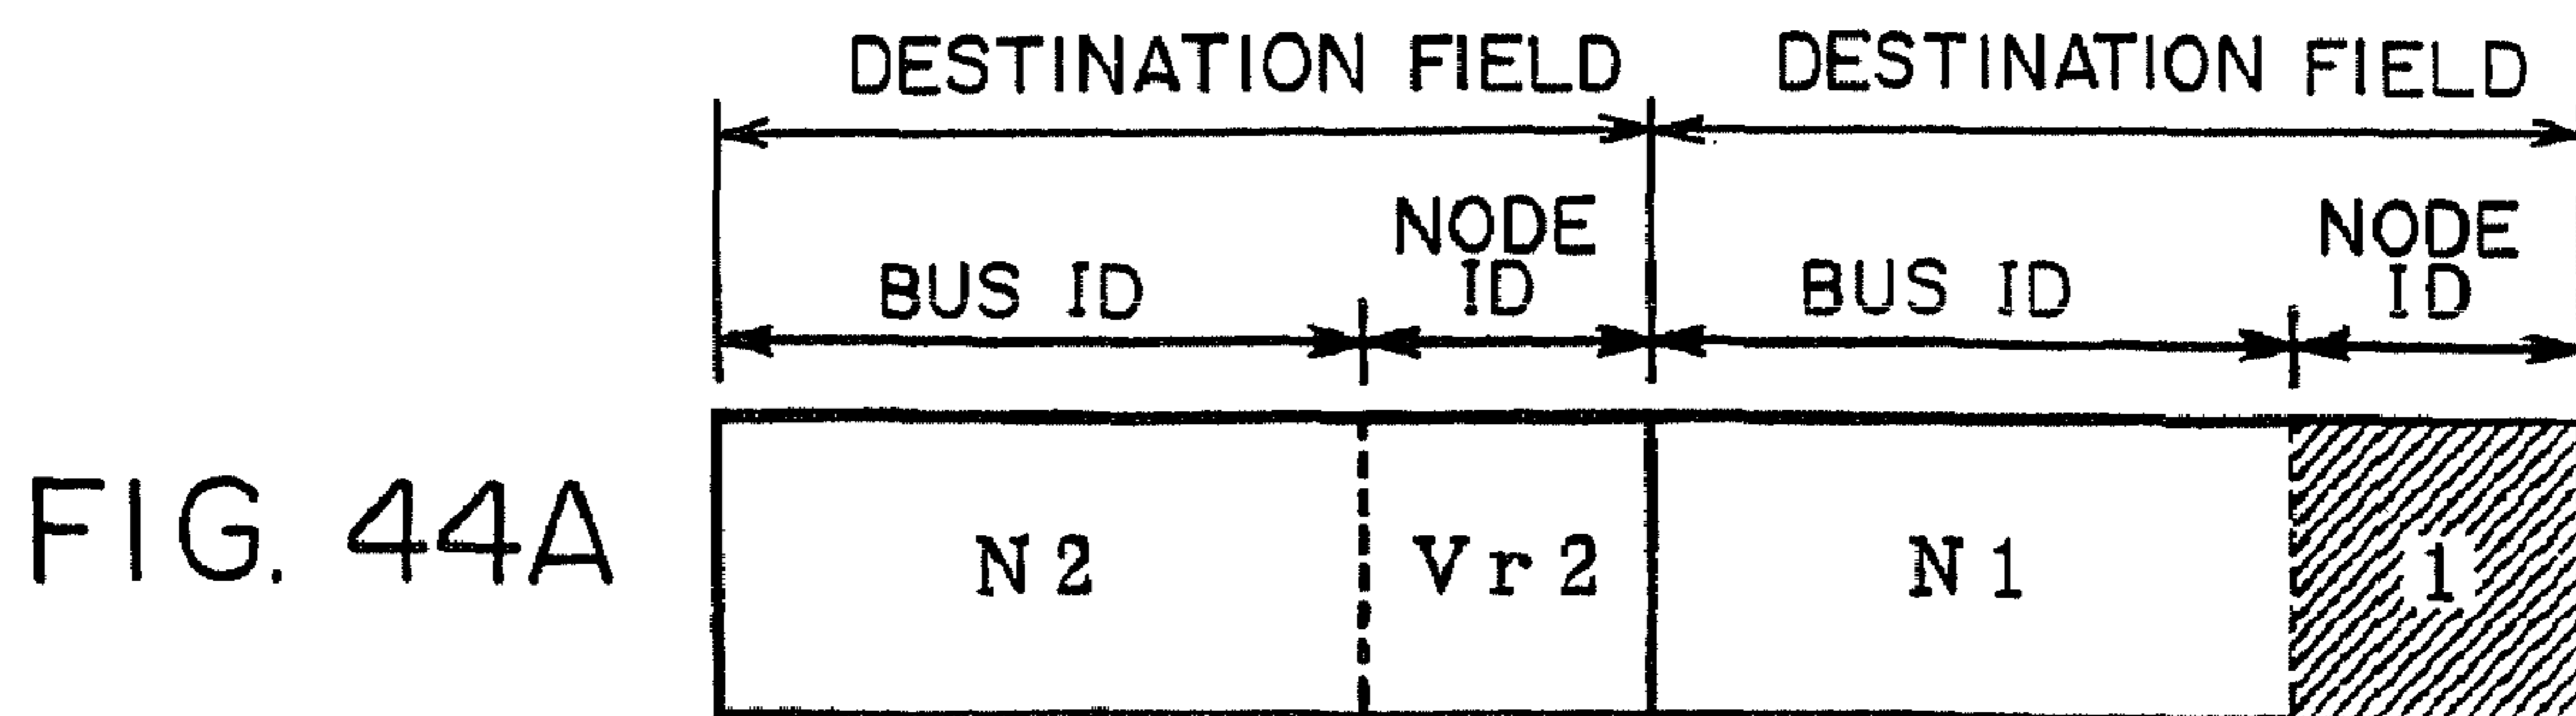 DESTINATION FIELD DESTINATION FIELD
NODE NODE
BUS ID ID BUS ID ID
FIG. 44A N2 Vr2 N1 1